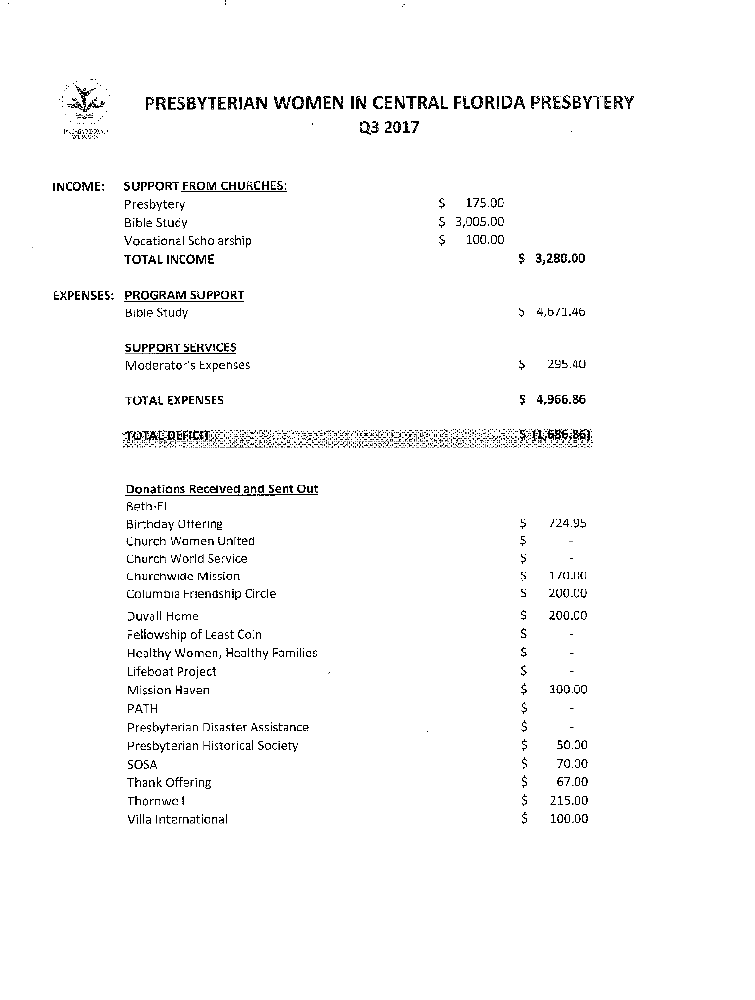 PRESBYTERIAN WOMEN IN CENTRAL FLORIDA PRESBYTERY
Q3 2017
PRESBYTERIAN
WOMEN
INCOME: SUPPORT FROM CHURCHES:
Presbytery $ 175.00
Bible Study $ 3,005.00
Vocational Scholarship $ 100.00
TOTAL INCOME $ 3,280.00
EXPENSES: PROGRAM SUPPORT
Bible Study $ 4,671.46
SUPPORT SERVICES
Moderator's Expenses $ 295.40
TOTAL EXPENSES $ 4,966.86
TOTAL DEFICIT $ (1,686.86)
Donations Received and Sent Out
Beth-El
Birthday Offering $ 724.95
Church Women United $ -
Church World Service $ -
Churchwide Mission $ 170.00
Columbia Friendship Circle $ 200.00
Duvall Home $ 200.00
Fellowship of Least Coin $ -
Healthy Women, Healthy Families $ -
Lifeboat Project $ -
Mission Haven $ 100.00
PATH $ -
Presbyterian Disaster Assistance $ -
Presbyterian Historical Society $ 50.00
SOSA $ 70.00
Thank Offering $ 67.00
Thornwell $ 215.00
Villa International $ 100.00